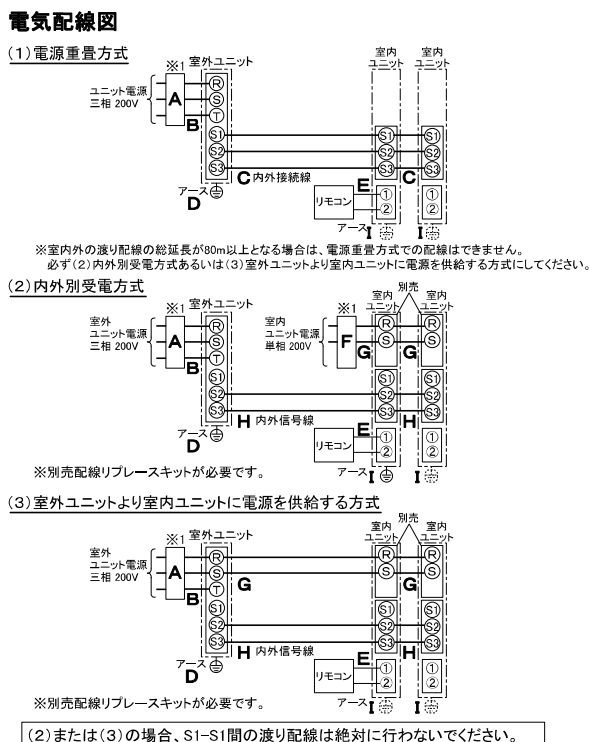 電気配線図
(1)電源重畳方式
※1 室外ユニット
室内ユニット 室内ユニット
ユニット電源
三相 200V
A
B
R
S
T
S1 S1 S1
S2 S2 S2
S3 S3 S3
C 内外接続線 E C
アース
D
リモコン ① ①
② ②
アース I I
※室内外の渡り配線の総延長が80m以上となる場合は、電源重畳方式での配線はできません。
必ず(2)内外別受電方式あるいは(3)室外ユニットより室内ユニットに電源を供給する方式にしてください。
(2)内外別受電方式
別売
※1 室外ユニット
※1 室内ユニット 室内ユニット
室外
ユニット電源
三相 200V
A
B
R
S
T
室内
ユニット電源
単相 200V
F
G G
R R
S S
S1 S1 S1
S2 S2 S2
S3 S3 S3
H 内外信号線 E H
アース
D
リモコン ① ①
② ②
アース I I
※別売配線リプレースキットが必要です。
(3)室外ユニットより室内ユニットに電源を供給する方式
別売
※1 室外ユニット
室内ユニット 室内ユニット
室外
ユニット電源
三相 200V
A
B
R R R
S S S
T
G G
S1 S1 S1
S2 S2 S2
S3 S3 S3
H 内外信号線 E H
アース
D
リモコン ① ①
② ②
アース I I
※別売配線リプレースキットが必要です。
(2)または(3)の場合、S1-S1間の渡り配線は絶対に行わないでください。